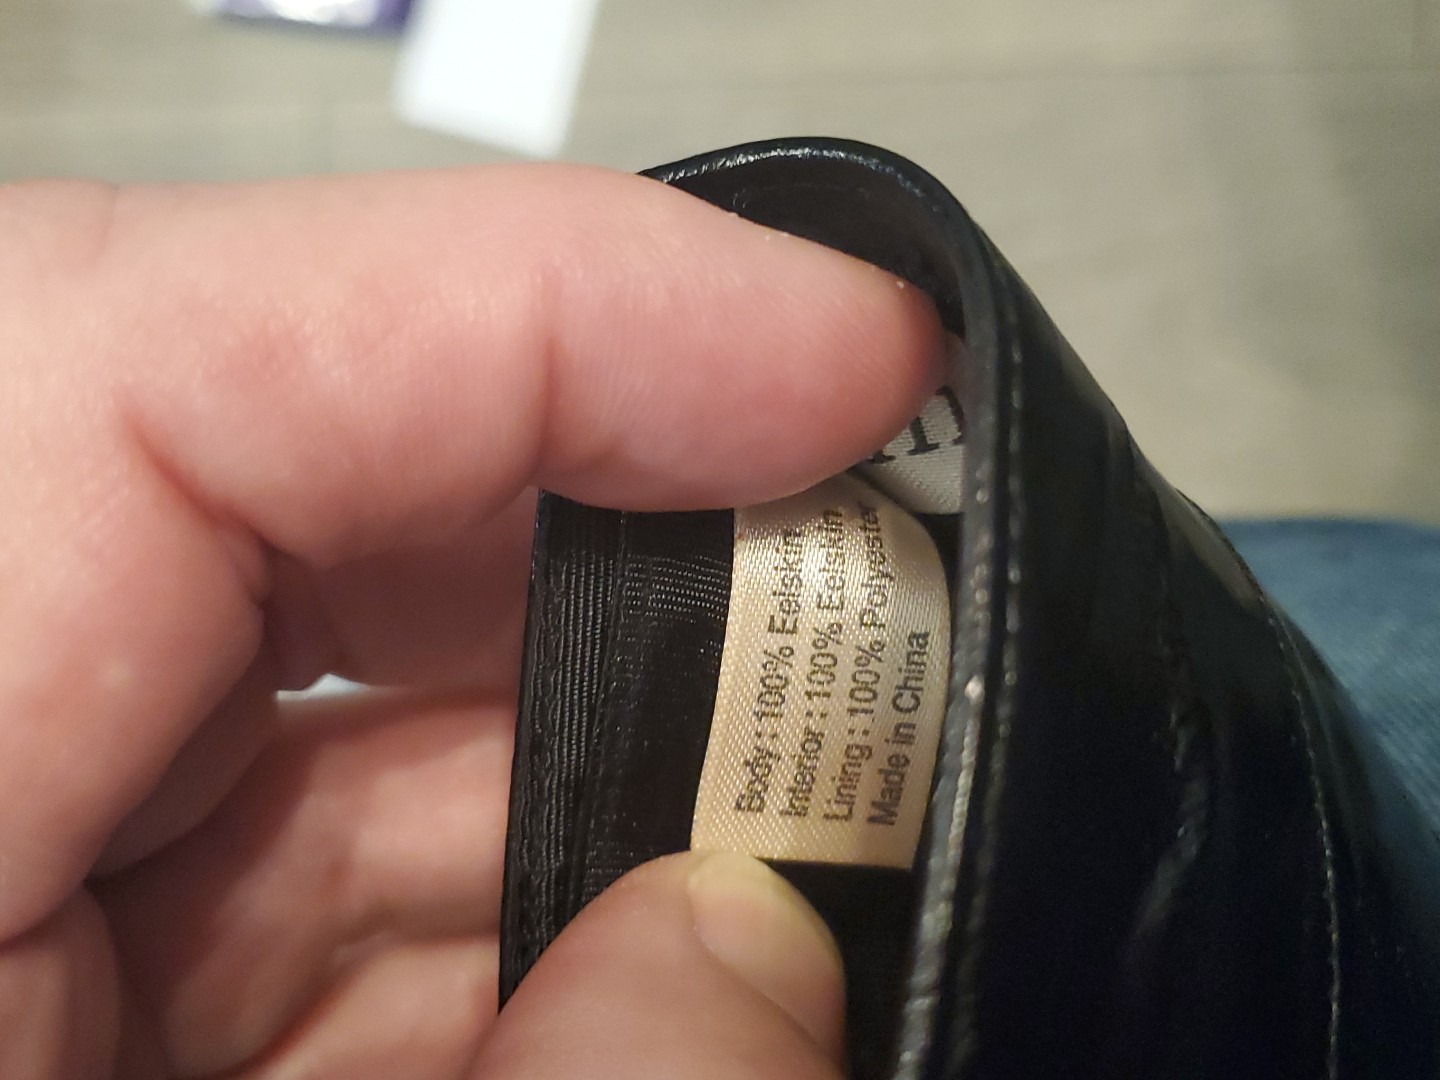 Body : 100% Eelskin
Interior : 100% Eelskin
Lining : 100% Polyester
Made in China